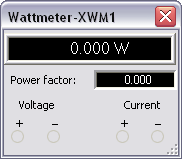 Wattmeter-XWM1
0.000 W
Power factor: 0.000
Voltage Current
+ − + −